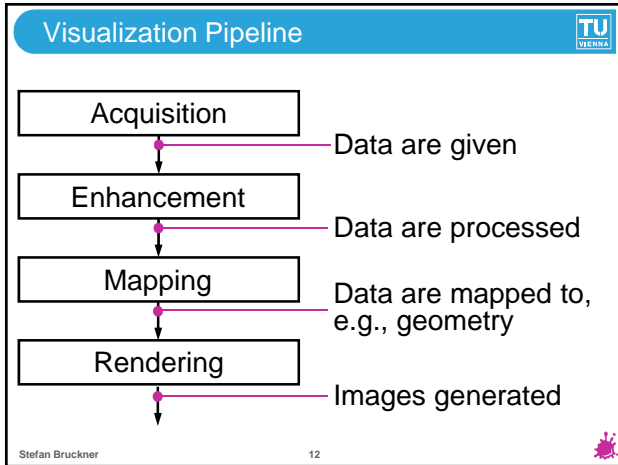 Visualization Pipeline
TU
VIENNA
Acquisition
Data are given
Enhancement
Data are processed
Mapping
Data are mapped to,
e.g., geometry
Rendering
Images generated
Stefan Bruckner
12